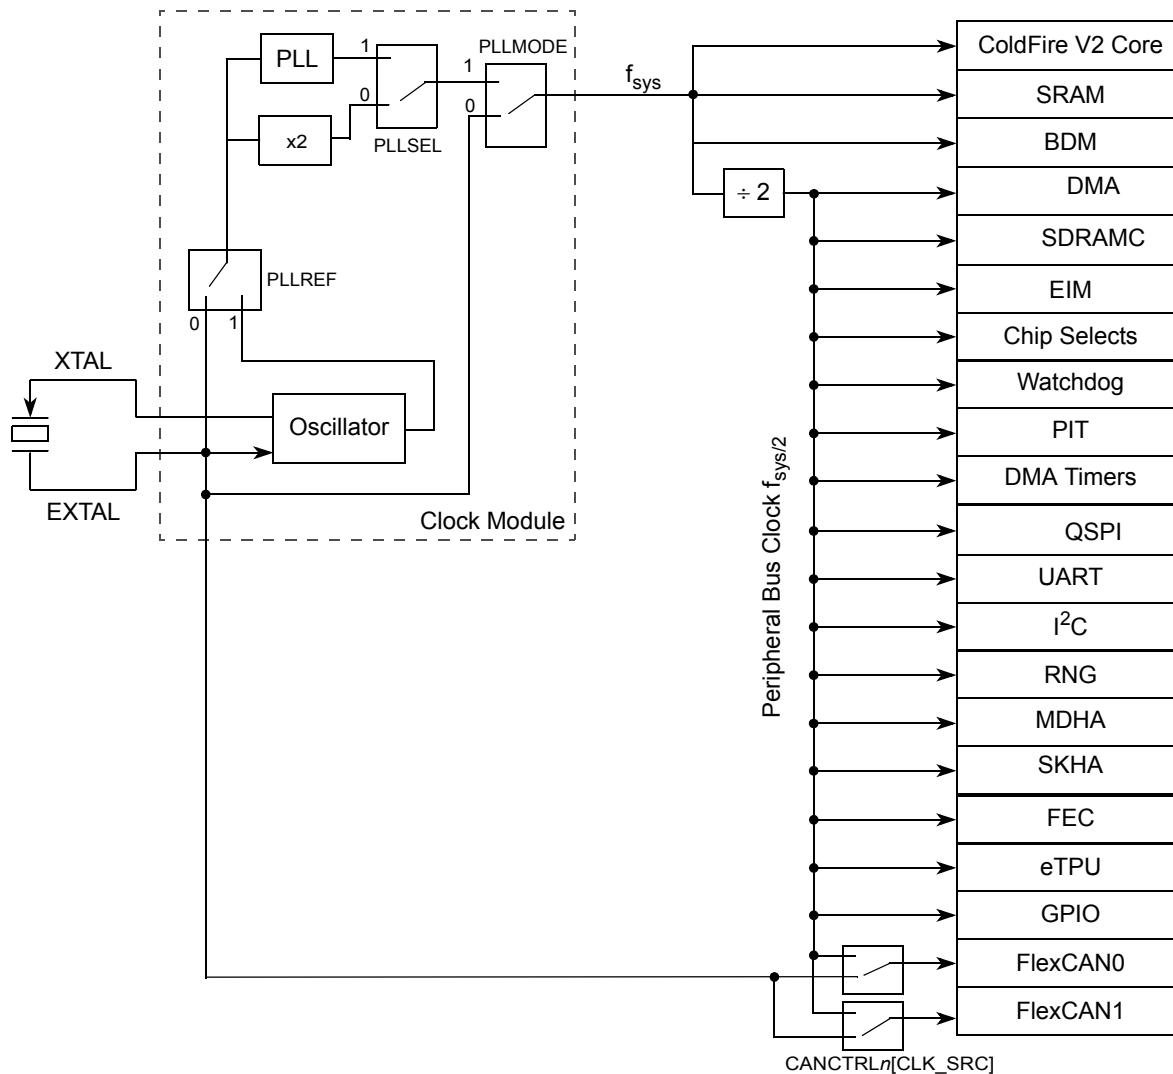 PLL
1
0
x2
PLLSEL
PLLMODE
1
0
f_sys
PLLREF
0
1
XTAL
Oscillator
EXTAL
Clock Module
÷ 2
Peripheral Bus Clock f_sys/2
ColdFire V2 Core
SRAM
BDM
DMA
SDRAMC
EIM
Chip Selects
Watchdog
PIT
DMA Timers
QSPI
UART
I²C
RNG
MDHA
SKHA
FEC
eTPU
GPIO
FlexCAN0
FlexCAN1
CANCTRLn[CLK_SRC]